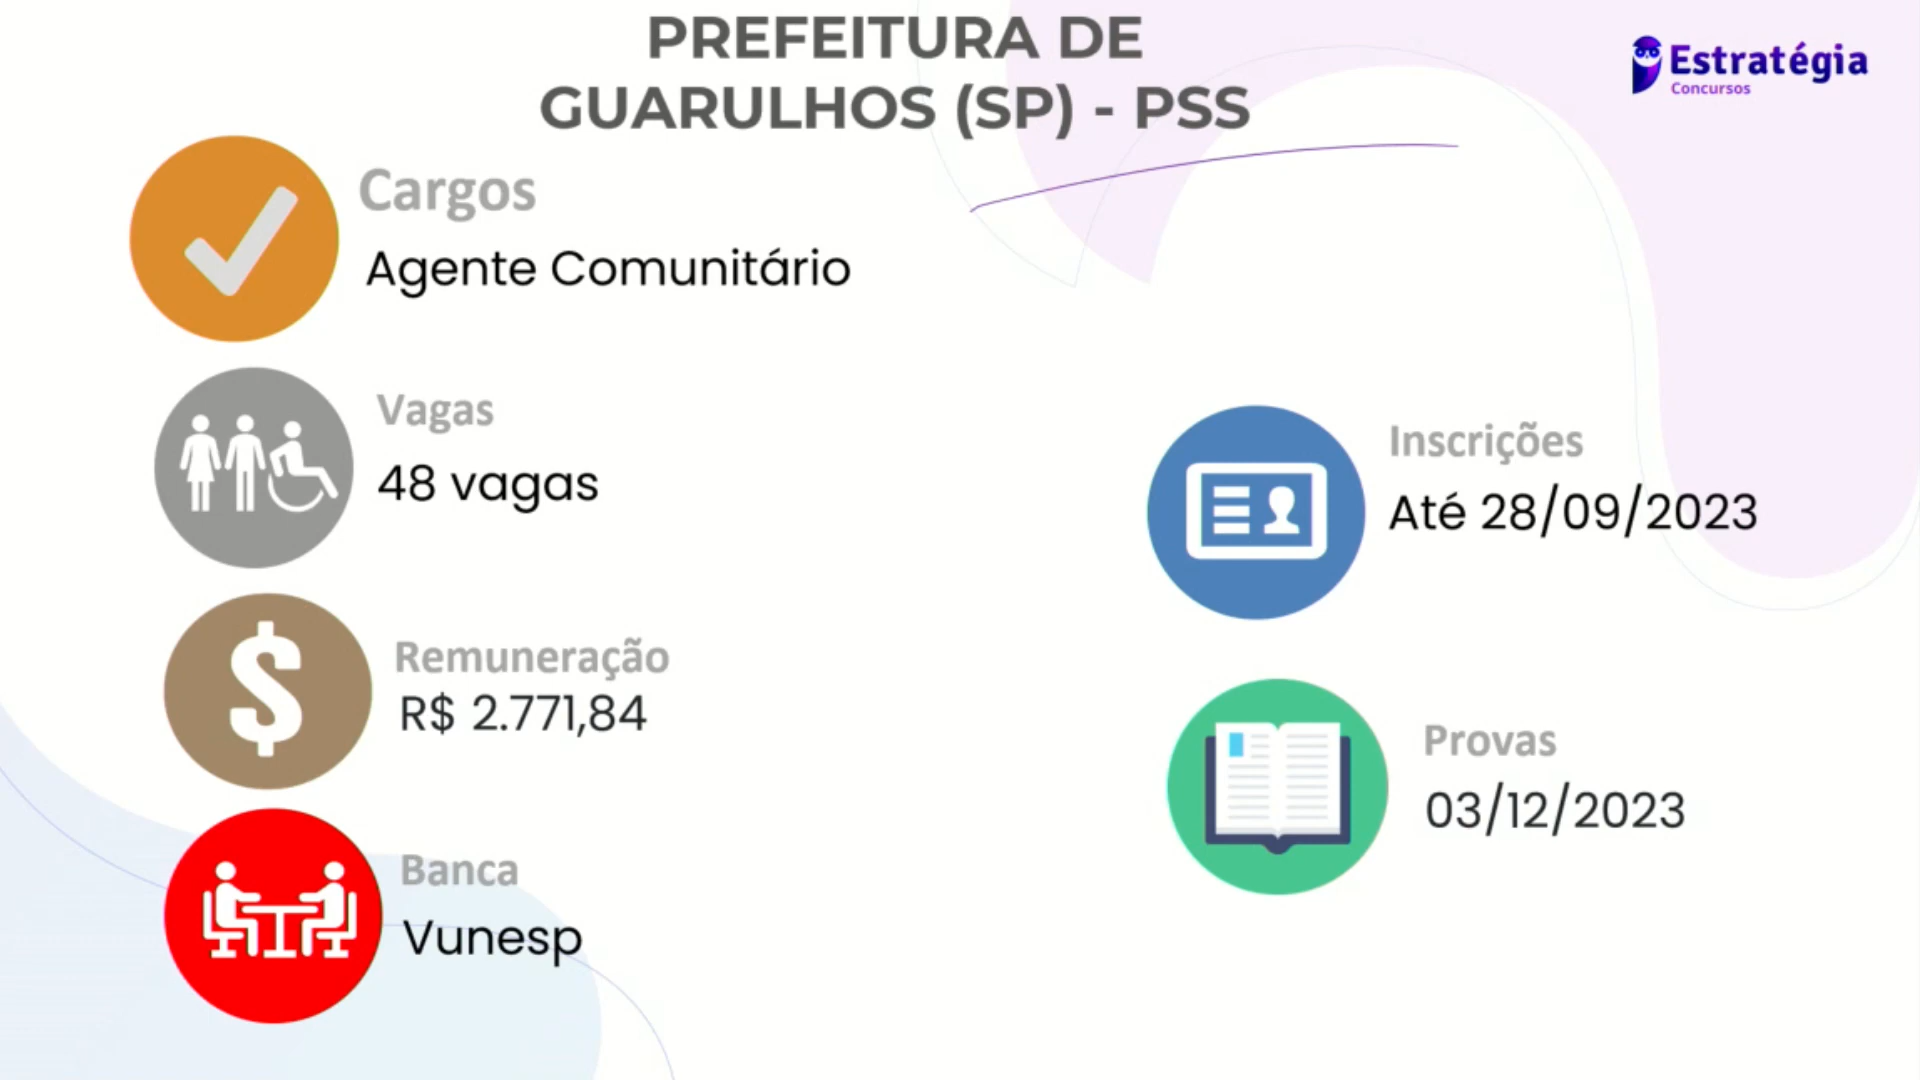 PREFEITURA DE
GUARULHOS (SP) - PSS
Estratégia
Concursos
Cargos
Agente Comunitário
Vagas
48 vagas
Remuneração
R$ 2.771,84
Banca
Vunesp
Inscrições
Até 28/09/2023
Provas
03/12/2023